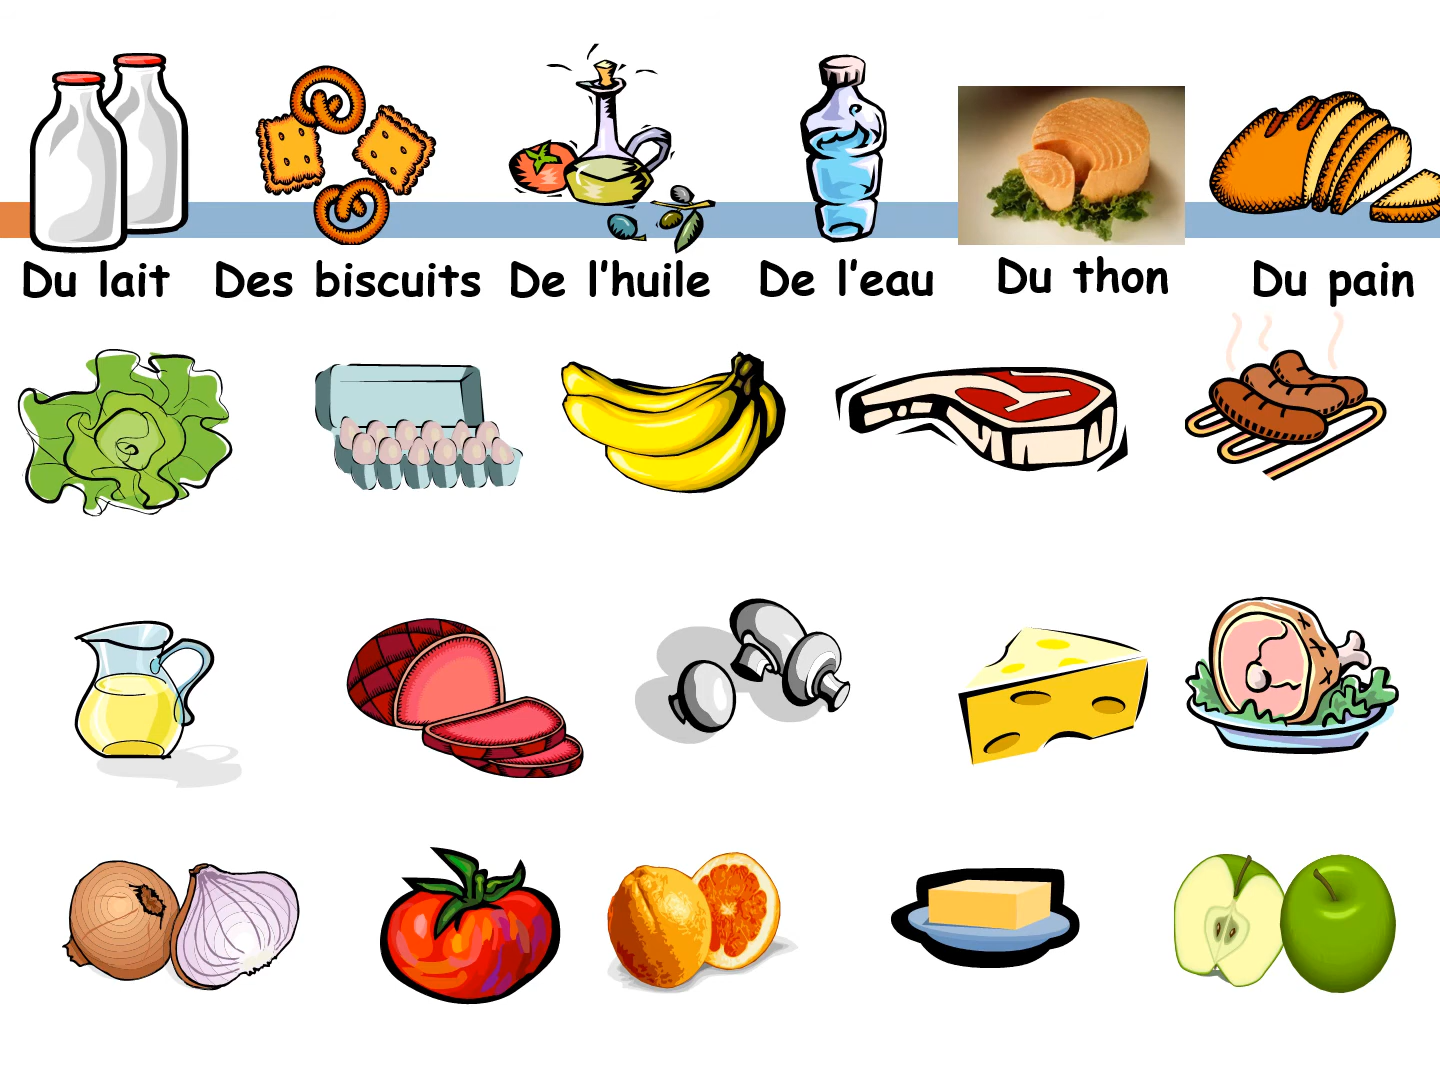 Du lait
Des biscuits
De l'huile
De l'eau
Du thon
Du pain